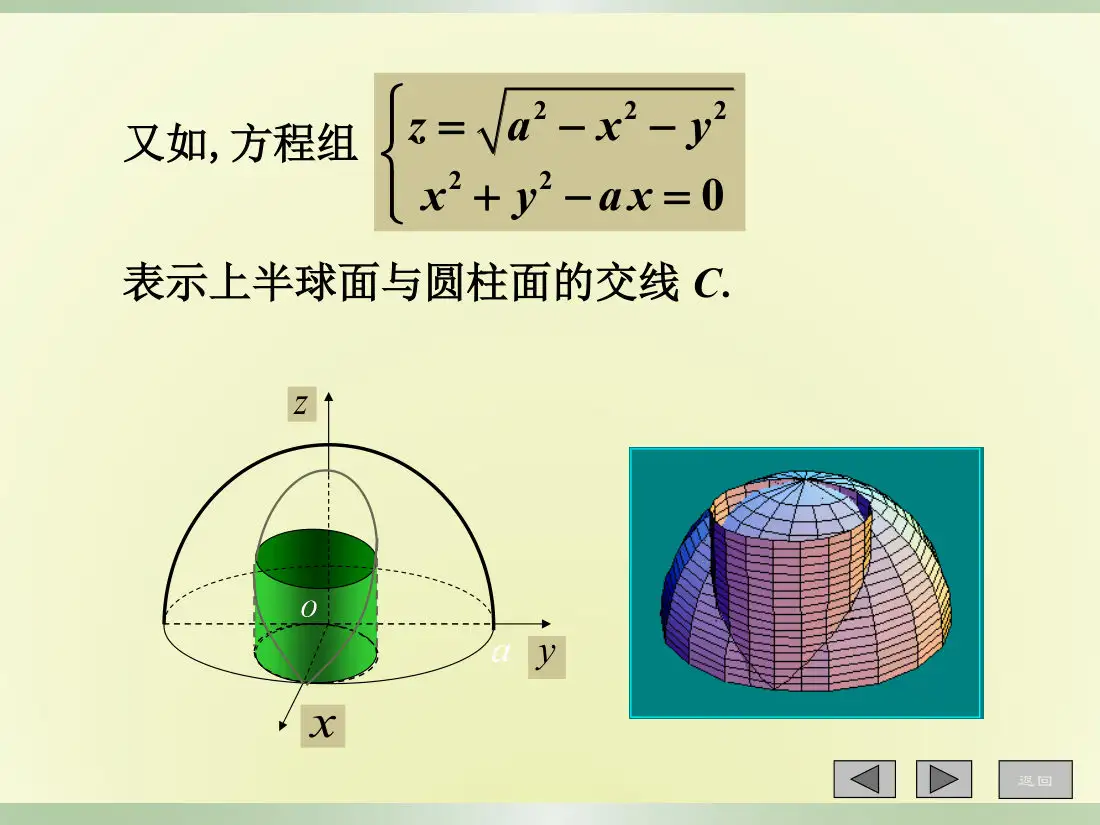 又如, 方程组
z = √(a² − x² − y²)
x² + y² − ax = 0
表示上半球面与圆柱面的交线 C.
z
o
a
y
x
返回